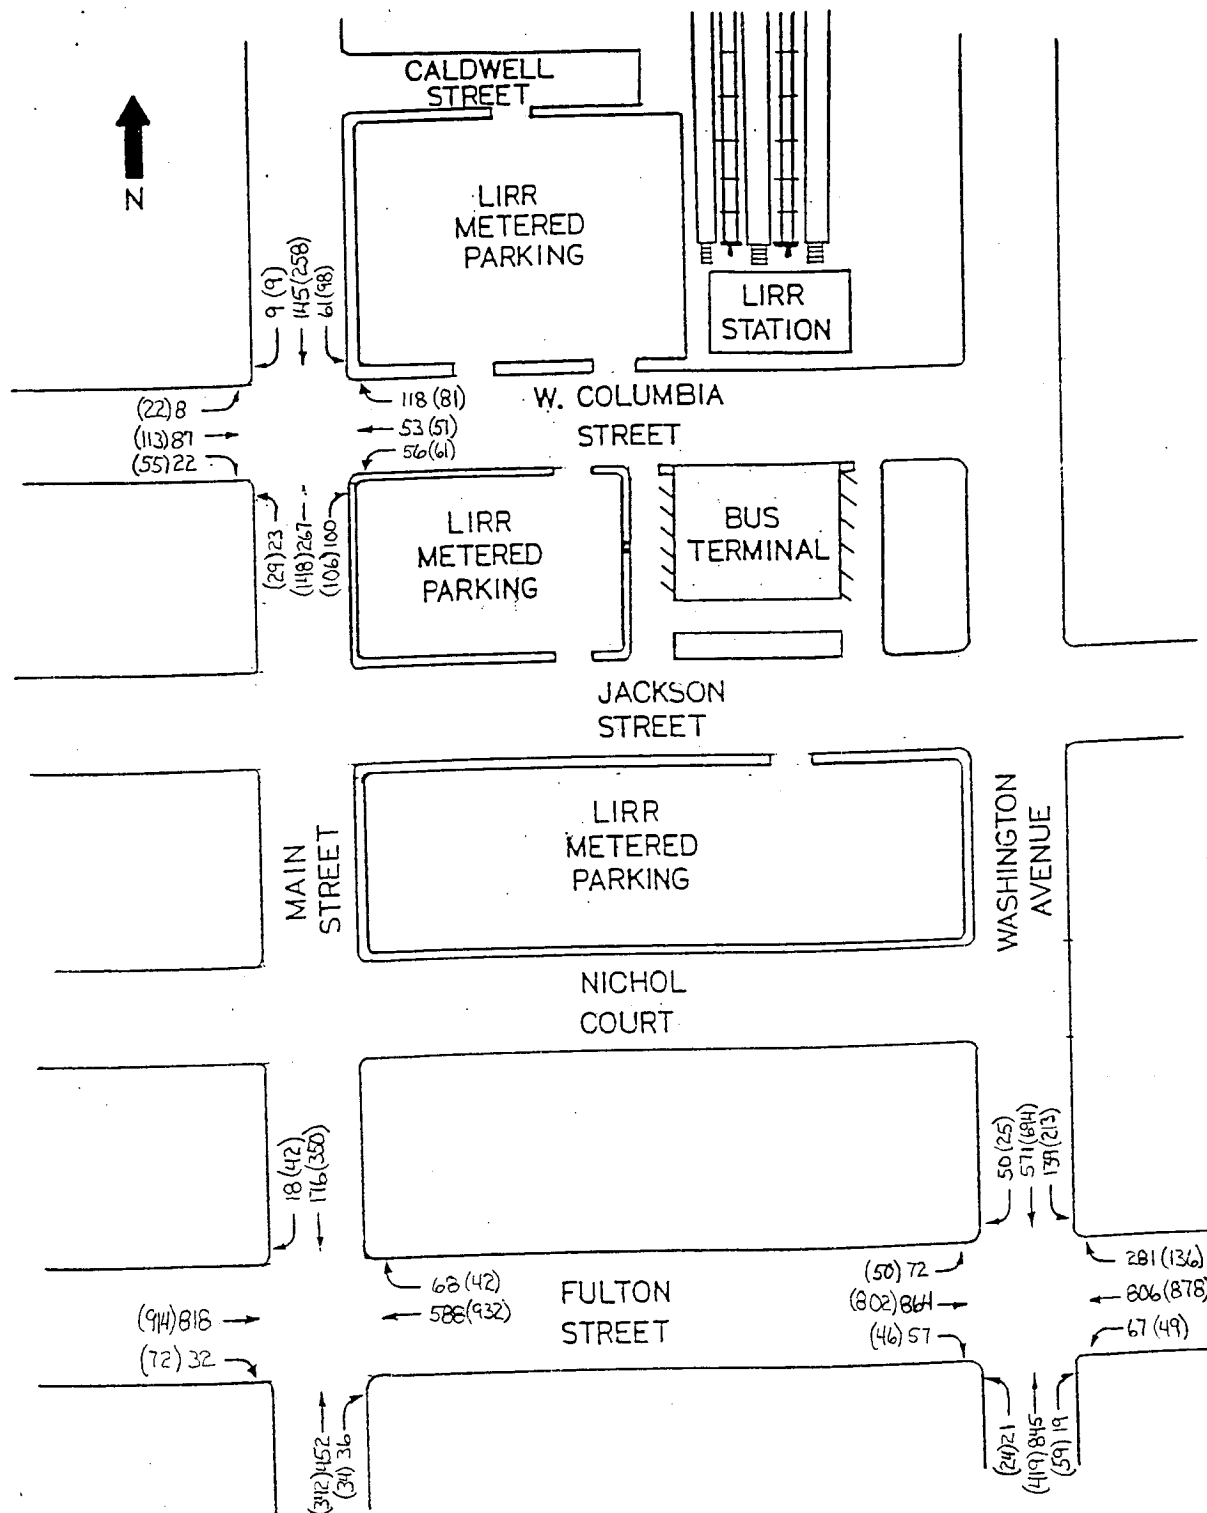 CALDWELL
STREET
N
LIRR
METERED
PARKING
LIRR
STATION
9 (9)
145 (258)
61 (98)
(22) 8
(113) 87
(55) 22
118 (81)
53 (51)
56 (61)
W. COLUMBIA
STREET
(29) 23
(148) 267
(106) 100
LIRR
METERED
PARKING
BUS
TERMINAL
JACKSON
STREET
MAIN
STREET
LIRR
METERED
PARKING
WASHINGTON
AVENUE
NICHOL
COURT
18 (42)
176 (350)
50 (25)
571 (694)
139 (213)
(914) 818
(72) 32
68 (42)
588 (932)
FULTON
STREET
(50) 72
(802) 864
(46) 57
281 (136)
806 (878)
67 (49)
(342) 452
(34) 36
(24) 21
(419) 845
(59) 19